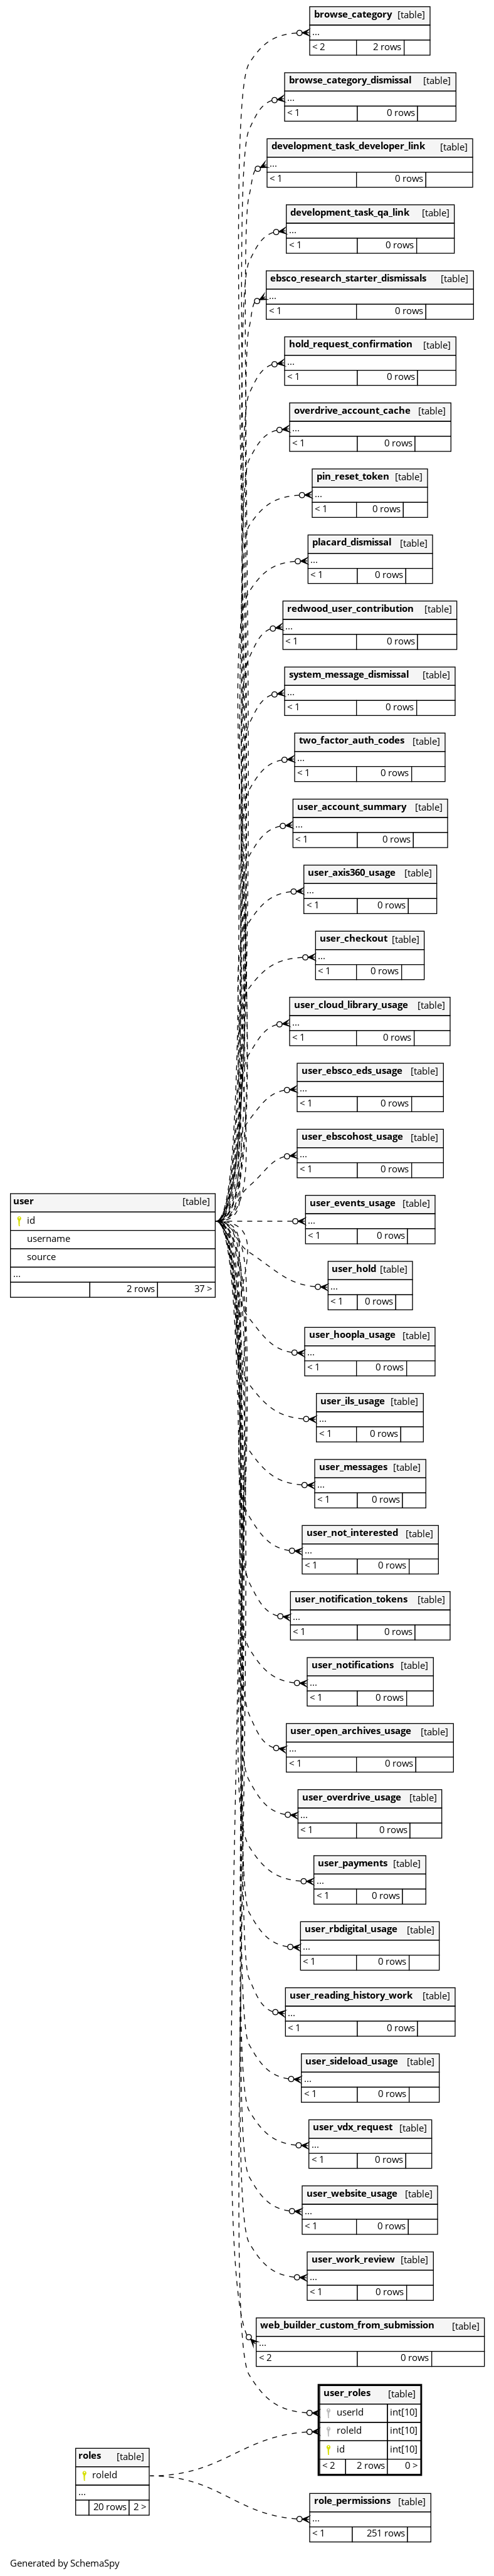 browse_category [table]
...
< 2 2 rows
browse_category_dismissal [table]
...
< 1 0 rows
development_task_developer_link [table]
...
< 1 0 rows
development_task_qa_link [table]
...
< 1 0 rows
ebsco_research_starter_dismissals [table]
...
< 1 0 rows
hold_request_confirmation [table]
...
< 1 0 rows
overdrive_account_cache [table]
...
< 1 0 rows
pin_reset_token [table]
...
< 1 0 rows
placard_dismissal [table]
...
< 1 0 rows
redwood_user_contribution [table]
...
< 1 0 rows
system_message_dismissal [table]
...
< 1 0 rows
two_factor_auth_codes [table]
...
< 1 0 rows
user_account_summary [table]
...
< 1 0 rows
user_axis360_usage [table]
...
< 1 0 rows
user_checkout [table]
...
< 1 0 rows
user_cloud_library_usage [table]
...
< 1 0 rows
user_ebsco_eds_usage [table]
...
< 1 0 rows
user_ebscohost_usage [table]
...
< 1 0 rows
user [table]
id
username
source
...
2 rows 37 >
user_events_usage [table]
...
< 1 0 rows
user_hold [table]
...
< 1 0 rows
user_hoopla_usage [table]
...
< 1 0 rows
user_ils_usage [table]
...
< 1 0 rows
user_messages [table]
...
< 1 0 rows
user_not_interested [table]
...
< 1 0 rows
user_notification_tokens [table]
...
< 1 0 rows
user_notifications [table]
...
< 1 0 rows
user_open_archives_usage [table]
...
< 1 0 rows
user_overdrive_usage [table]
...
< 1 0 rows
user_payments [table]
...
< 1 0 rows
user_rbdigital_usage [table]
...
< 1 0 rows
user_reading_history_work [table]
...
< 1 0 rows
user_sideload_usage [table]
...
< 1 0 rows
user_vdx_request [table]
...
< 1 0 rows
user_website_usage [table]
...
< 1 0 rows
user_work_review [table]
...
< 1 0 rows
web_builder_custom_from_submission [table]
...
< 2 0 rows
user_roles [table]
userId int[10]
roleId int[10]
id int[10]
< 2 2 rows 0 >
roles [table]
roleId
...
20 rows 2 >
role_permissions [table]
...
< 1 251 rows
Generated by SchemaSpy